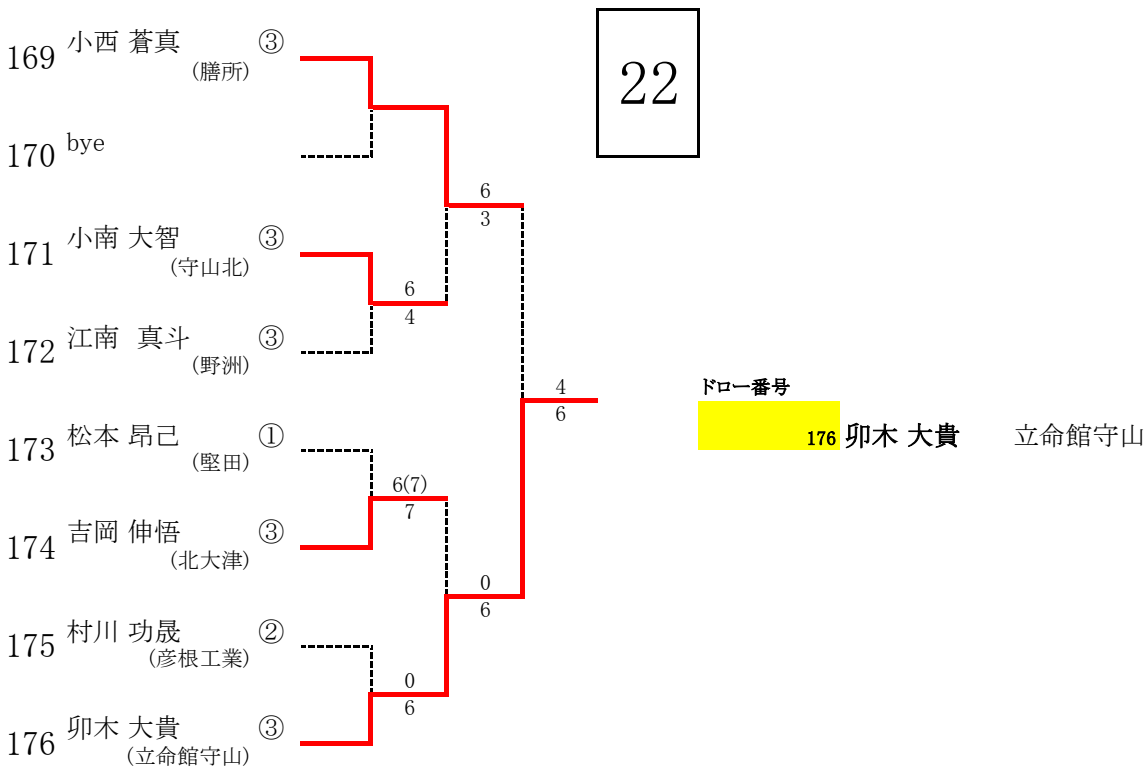 169 小西 蒼真 ③
(膳所)
22
170 bye
6
3
171 小南 大智 ③
(守山北)
6
4
172 江南 真斗 ③
(野洲)
4
6
ドロー番号
176 卯木 大貴 立命館守山
173 松本 昂己 ①
(堅田)
6(7)
7
174 吉岡 伸悟 ③
(北大津)
0
6
175 村川 功晟 ②
(彦根工業)
0
6
176 卯木 大貴 ③
(立命館守山)